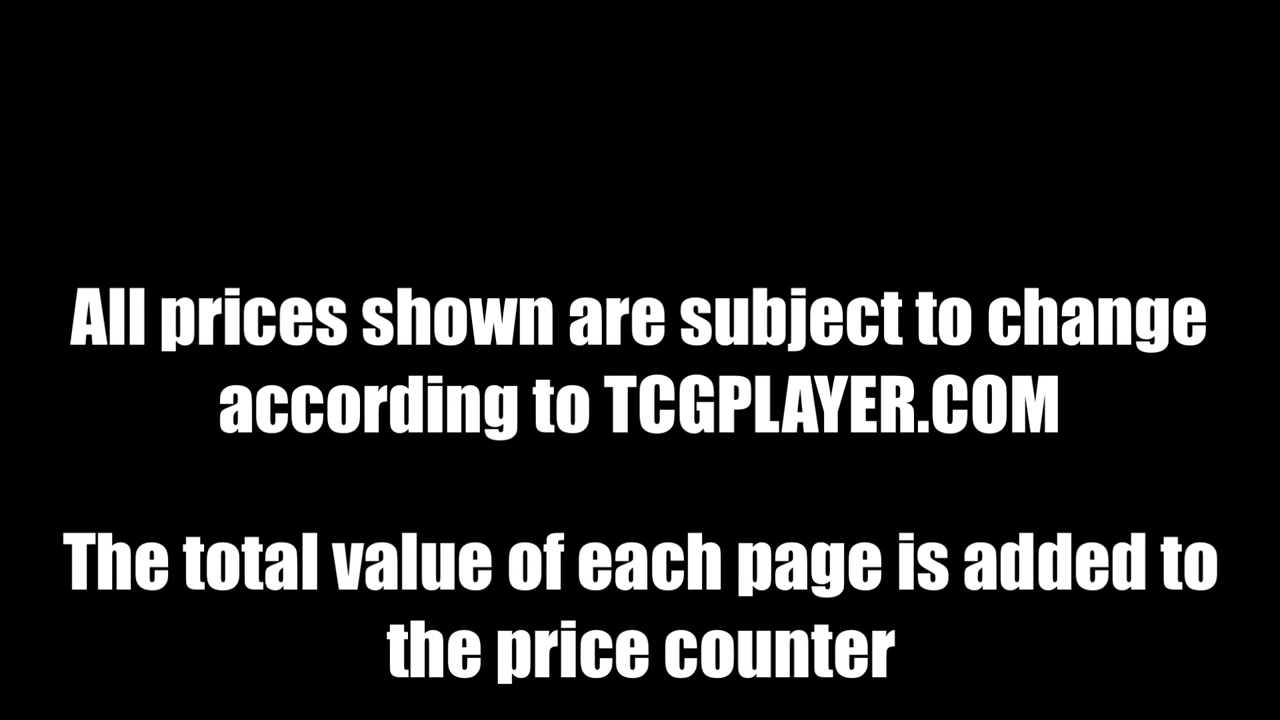 All prices shown are subject to change
according to TCGPLAYER.COM
The total value of each page is added to
the price counter